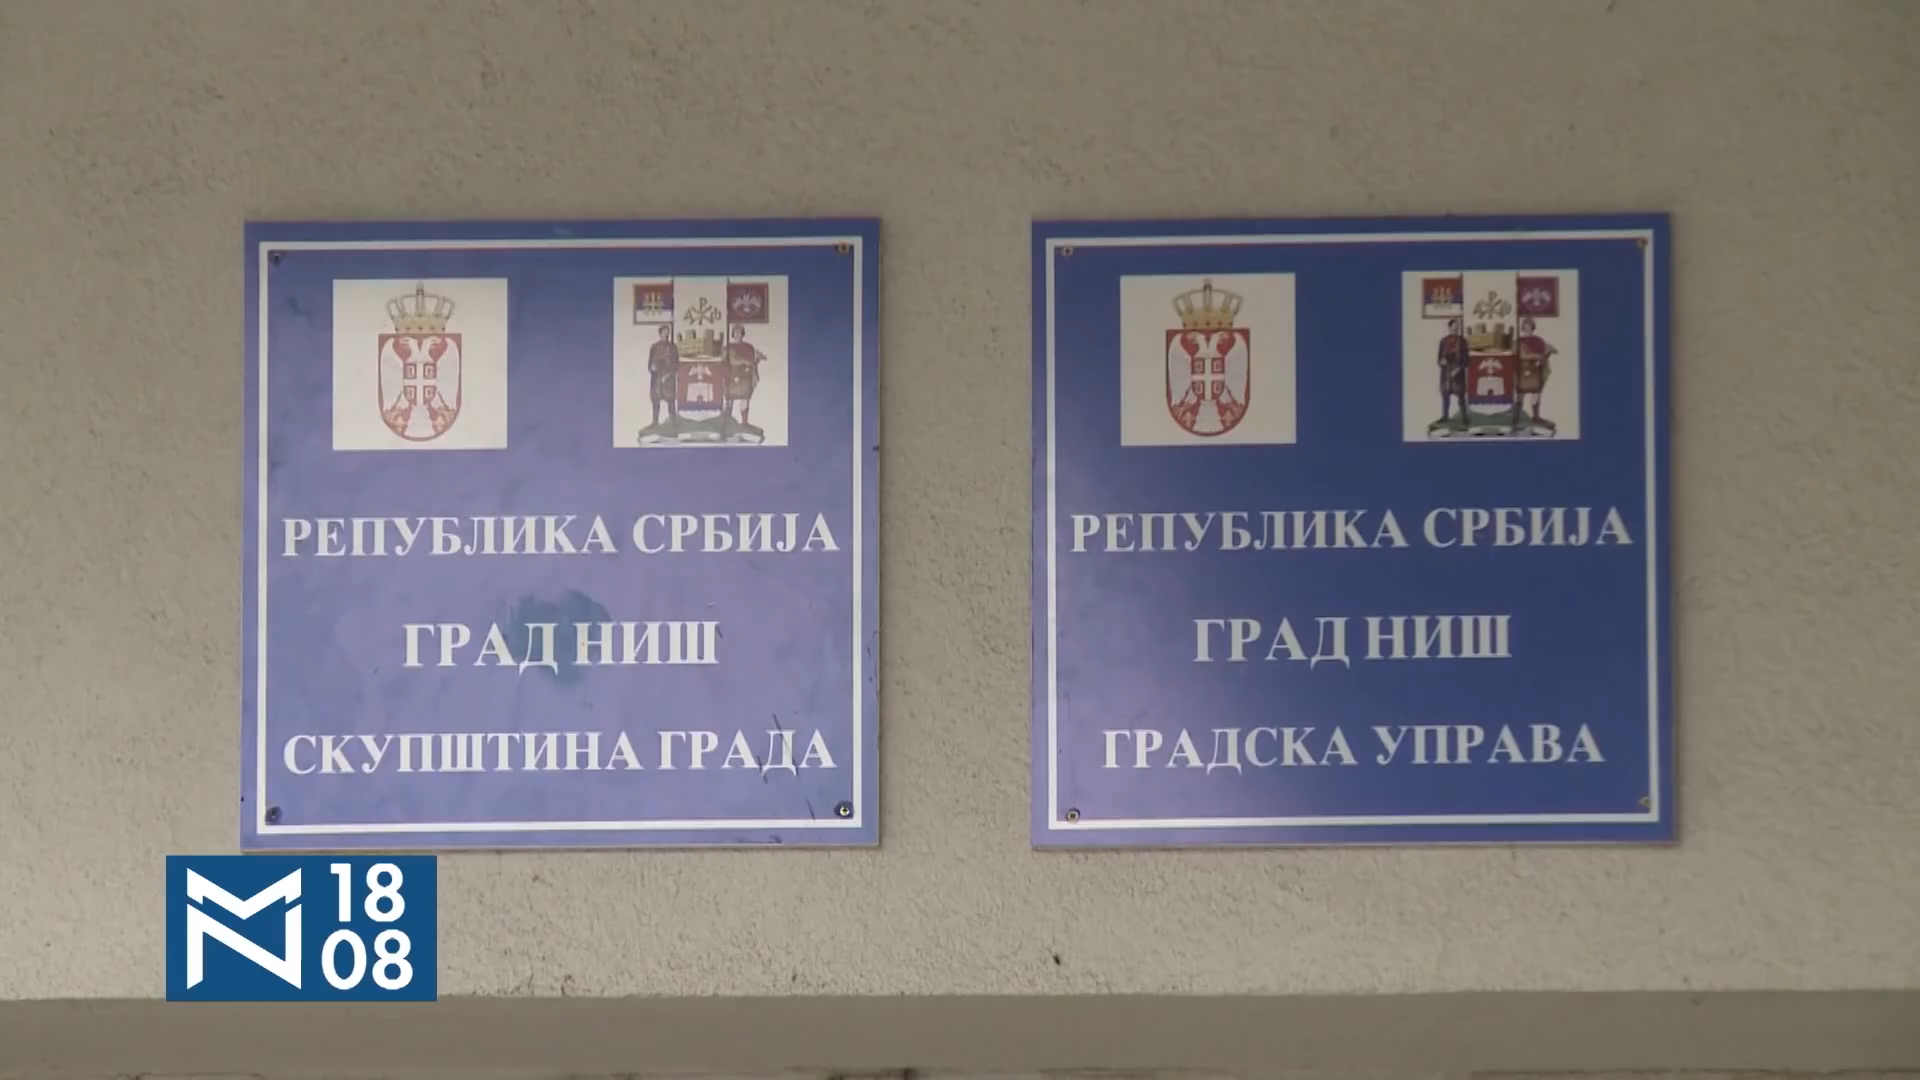 РЕПУБЛИКА СРБИЈА
ГРАД НИШ
СКУПШТИНА ГРАДА
РЕПУБЛИКА СРБИЈА
ГРАД НИШ
ГРАДСКА УПРАВА
18
08